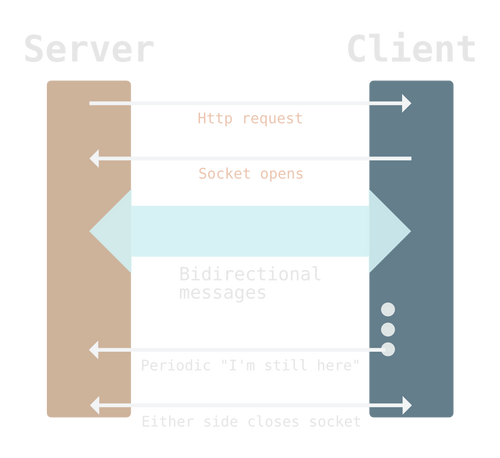 Server
Client
Http request
Socket opens
Bidirectional
messages
Periodic "I'm still here"
Either side closes socket